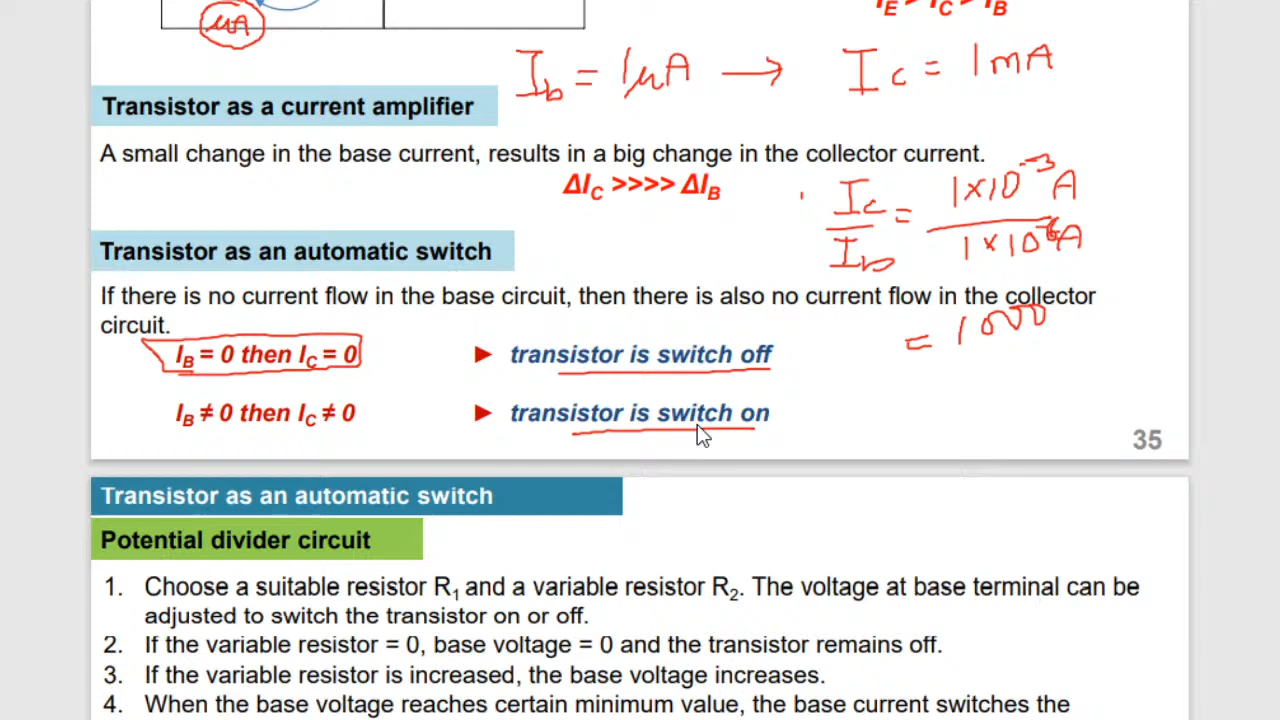 I_E > I_C > I_B
μA
I_b = 1μA → I_c = 1mA
Transistor as a current amplifier
A small change in the base current, results in a big change in the collector current.
ΔI_C >>>> ΔI_B
I_c / I_b = 1×10^-3 A / 1×10^-6 A
Transistor as an automatic switch
If there is no current flow in the base circuit, then there is also no current flow in the collector
circuit.
= 1000
I_B = 0 then I_C = 0 ► transistor is switch off
I_B ≠ 0 then I_C ≠ 0 ► transistor is switch on
35
Transistor as an automatic switch
Potential divider circuit
1. Choose a suitable resistor R_1 and a variable resistor R_2. The voltage at base terminal can be
adjusted to switch the transistor on or off.
2. If the variable resistor = 0, base voltage = 0 and the transistor remains off.
3. If the variable resistor is increased, the base voltage increases.
4. When the base voltage reaches certain minimum value, the base current switches the